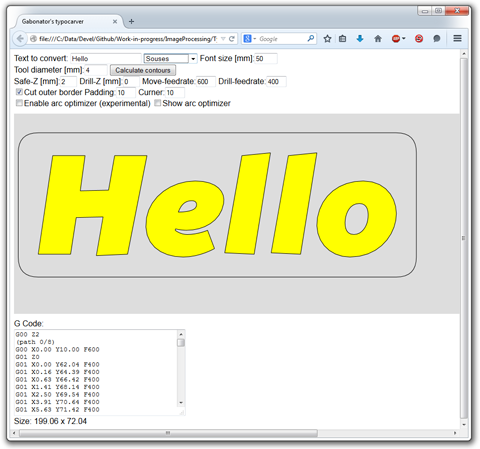 Gabonator's typocarver
file:///C:/Data/Devel/Github/Work-in-progress/ImageProcessing/T
Google
Text to convert: Hello Souses Font size [mm]: 50
Tool diameter [mm]: 4 Calculate contours
Safe-Z [mm]: 2 Drill-Z [mm]: 0 Move-feedrate: 600 Drill-feedrate: 400
Cut outer border Padding: 10 Curner: 10
Enable arc optimizer (experimental) Show arc optimizer
Hello
G Code:
G00 Z2
(path 0/8)
G00 X0.00 Y10.00 F600
G01 Z0
G00 X0.00 Y62.04 F400
G01 X0.16 Y64.39 F400
G01 X0.63 Y66.42 F400
G01 X1.41 Y68.14 F400
G01 X2.50 Y69.54 F400
G01 X3.91 Y70.64 F400
G01 X5.63 Y71.42 F400
Size: 199.06 x 72.04